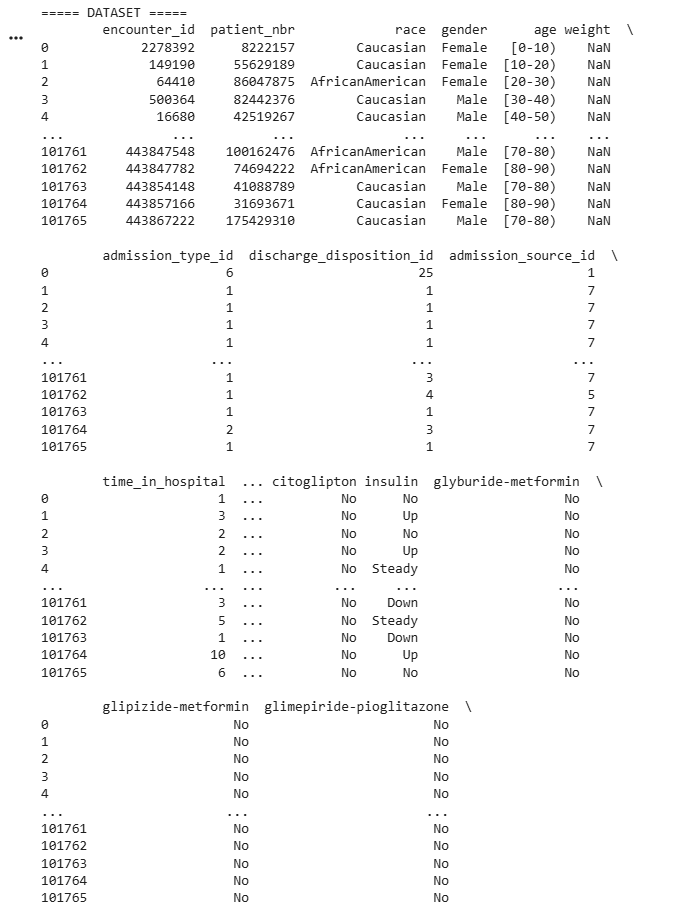 ===== DATASET =====
encounter_id patient_nbr race gender age weight \
0 2278392 8222157 Caucasian Female [0-10) NaN
1 149190 55629189 Caucasian Female [10-20) NaN
2 64410 86047875 AfricanAmerican Female [20-30) NaN
3 500364 82442376 Caucasian Male [30-40) NaN
4 16680 42519267 Caucasian Male [40-50) NaN
... ... ... ... ... ... ...
101761 443847548 100162476 AfricanAmerican Male [70-80) NaN
101762 443847782 74694222 AfricanAmerican Female [80-90) NaN
101763 443854148 41088789 Caucasian Male [70-80) NaN
101764 443857166 31693671 Caucasian Female [80-90) NaN
101765 443867222 175429310 Caucasian Male [70-80) NaN
admission_type_id discharge_disposition_id admission_source_id \
0 6 25 1
1 1 1 7
2 1 1 7
3 1 1 7
4 1 1 7
... ... ... ...
101761 1 3 7
101762 1 4 5
101763 1 1 7
101764 2 3 7
101765 1 1 7
time_in_hospital ... citoglipton insulin glyburide-metformin \
0 1 ... No No No
1 3 ... No Up No
2 2 ... No No No
3 2 ... No Up No
4 1 ... No Steady No
... ... ... ... ... ...
101761 3 ... No Down No
101762 5 ... No Steady No
101763 1 ... No Down No
101764 10 ... No Up No
101765 6 ... No No No
glipizide-metformin glimepiride-pioglitazone \
0 No No
1 No No
2 No No
3 No No
4 No No
... ... ...
101761 No No
101762 No No
101763 No No
101764 No No
101765 No No